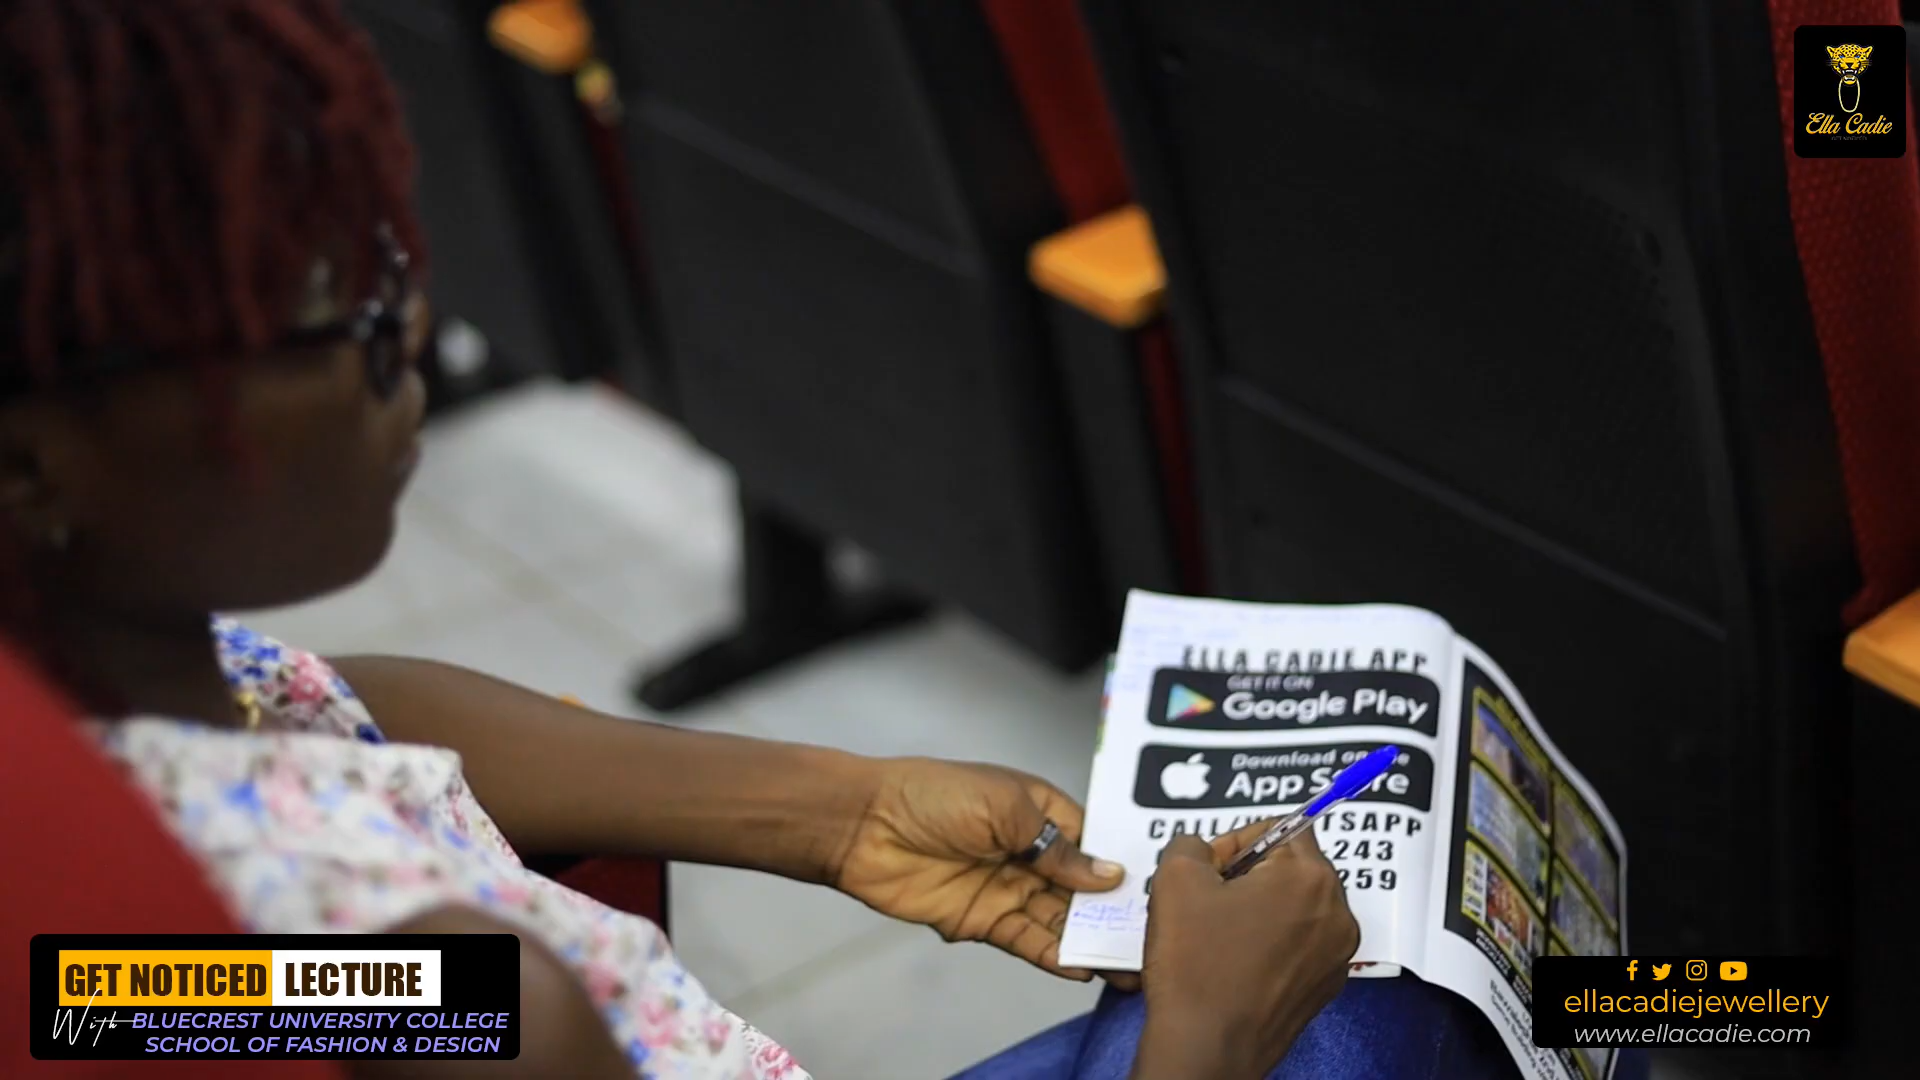 Ella Cadie
ELLA CADIE APP
GET IT ON
Google Play
Download on the
App Store
CALL/WHATSAPP
-243
259
GET NOTICED LECTURE
With BLUECREST UNIVERSITY COLLEGE
SCHOOL OF FASHION & DESIGN
ellacadiejewellery
www.ellacadie.com